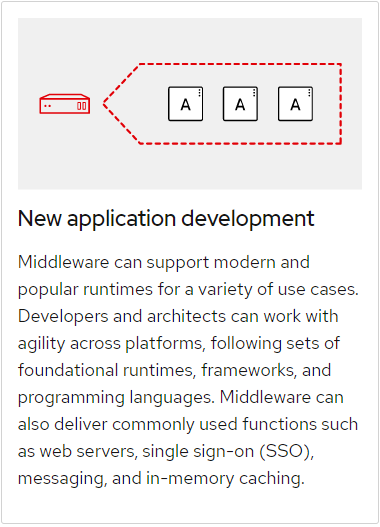 A A A
New application development
Middleware can support modern and
popular runtimes for a variety of use cases.
Developers and architects can work with
agility across platforms, following sets of
foundational runtimes, frameworks, and
programming languages. Middleware can
also deliver commonly used functions such
as web servers, single sign-on (SSO),
messaging, and in-memory caching.